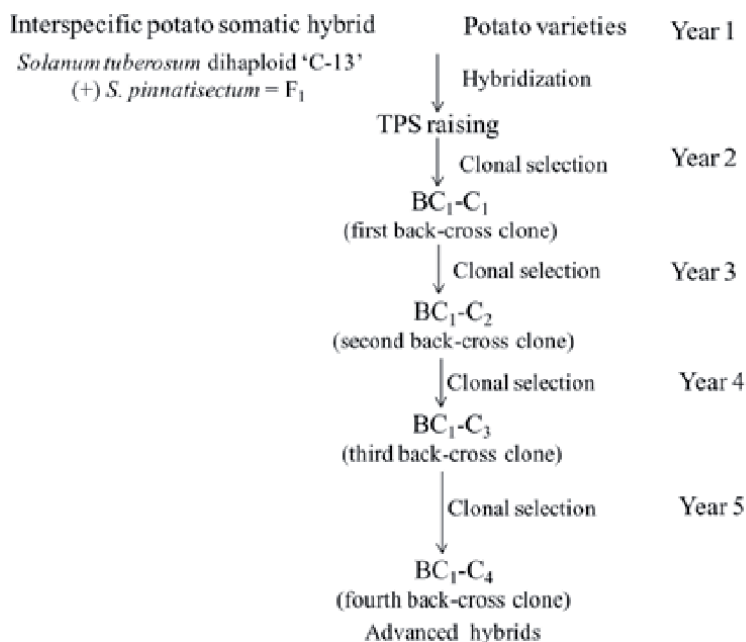 Interspecific potato somatic hybrid Potato varieties Year 1
Solanum tuberosum dihaploid ‘C-13’
(+) S. pinnatisectum = F₁
Hybridization
TPS raising
Clonal selection Year 2
BC₁-C₁
(first back-cross clone)
Clonal selection Year 3
BC₁-C₂
(second back-cross clone)
Clonal selection Year 4
BC₁-C₃
(third back-cross clone)
Clonal selection Year 5
BC₁-C₄
(fourth back-cross clone)
Advanced hybrids